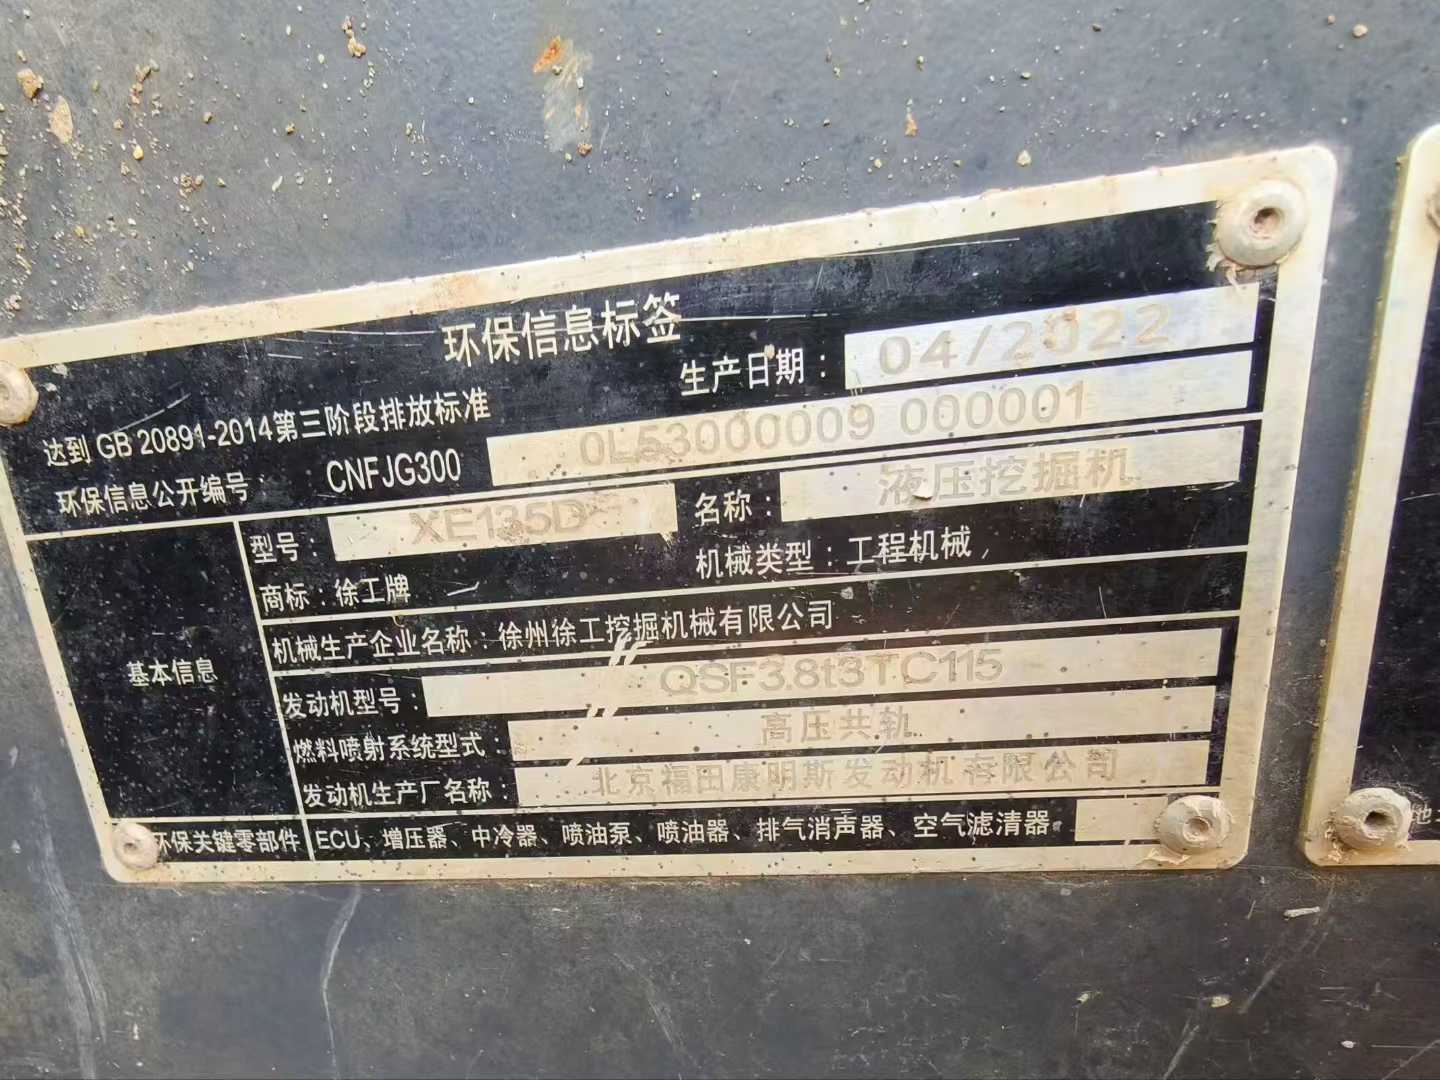 环保信息标签
生产日期：04/2022
达到 GB 20891-2014第三阶段排放标准
环保信息公开编号：CNFJG300 0L53000009 000001
基本信息
型号：XE135D 名称：液压挖掘机
商标：徐工牌 机械类型：工程机械
机械生产企业名称：徐州徐工挖掘机械有限公司
发动机型号：QSF3.8t3TC115
燃料喷射系统型式：高压共轨
发动机生产厂名称：北京福田康明斯发动机有限公司
环保关键零部件 ECU、增压器、中冷器、喷油泵、喷油器、排气消声器、空气滤清器